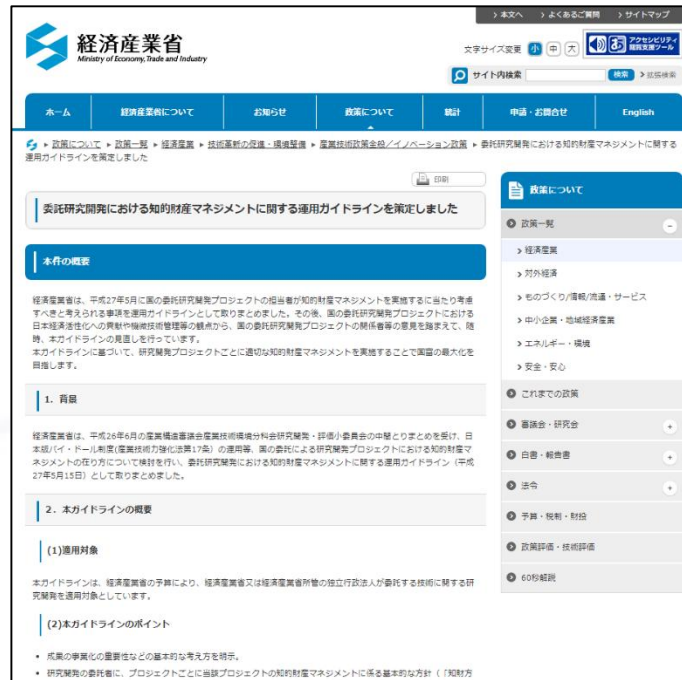 本文へ よくあるご質問 サイトマップ
経済産業省
Ministry of Economy, Trade and Industry
文字サイズ変更 小 中 大 アクセシビリティ
閲覧支援ツール
サイト内検索 検索 拡張検索
ホーム 経済産業省について お知らせ 政策について 統計 申請・お問合せ English
政策について 政策一覧 経済産業 技術革新の促進・環境整備 産業技術政策全般/イノベーション政策 委託研究開発における知的財産マネジメントに関する
運用ガイドラインを策定しました
印刷
委託研究開発における知的財産マネジメントに関する運用ガイドラインを策定しました
本件の概要
経済産業省は、平成27年5月に国の委託研究開発プロジェクトの担当者が知的財産マネジメントを実施するに当たり考慮
すべきと考えられる事項を運用ガイドラインとして取りまとめました。その後、国の研究開発プロジェクトにおける
日本経済活性化への貢献や機微技術管理等の観点から、国の委託研究開発プロジェクトの関係者等の意見を踏まえて、随
時、本ガイドラインの見直しを行っています。
本ガイドラインに基づいて、研究開発プロジェクトごとに適切な知的財産マネジメントを実施することで国富の最大化を
目指します。
1. 背景
経済産業省は、平成26年6月の産業構造審議会産業技術環境分科会研究開発・評価小委員会の中間とりまとめを受け、日
本版バイ・ドール制度(産業技術力強化法第17条)の運用等、国の委託による研究開発プロジェクトにおける知的財産マ
ネジメントの在り方について検討を行い、委託研究開発における知的財産マネジメントに関する運用ガイドライン(平成
27年5月15日)として取りまとめました。
2. 本ガイドラインの概要
(1)適用対象
本ガイドラインは、経済産業省の予算により、経済産業省又は経済産業省所管の独立行政法人が委託する技術に関する研
究開発を適用対象としています。
(2)本ガイドラインのポイント
• 成果の事業化の重要性などの基本的な考え方を明示。
• 研究開発の委託者に、プロジェクトごとに当該プロジェクトの知的財産マネジメントに係る基本的な方針(「知財方
政策について
政策一覧
経済産業
対外経済
ものづくり/情報/流通・サービス
中小企業・地域経済産業
エネルギー・環境
安全・安心
これまでの政策
審議会・研究会
白書・報告書
法令
予算・税制・財投
政策評価・技術評価
60秒解説